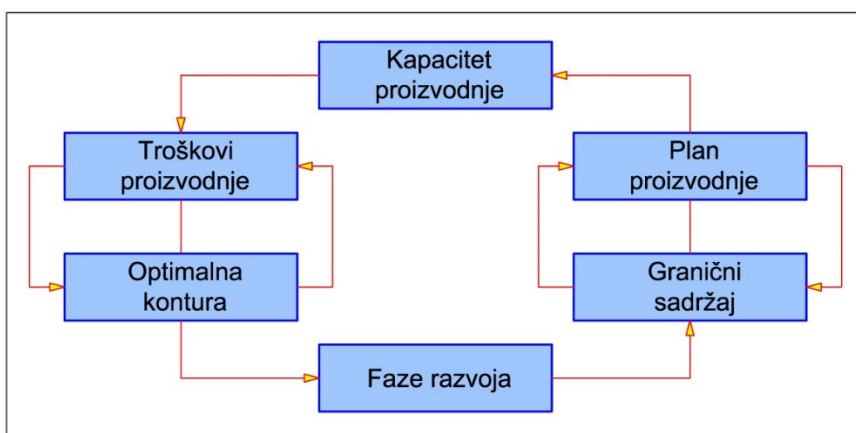 Kapacitet
proizvodnje
Troškovi
proizvodnje
Plan
proizvodnje
Optimalna
kontura
Granični
sadržaj
Faze razvoja